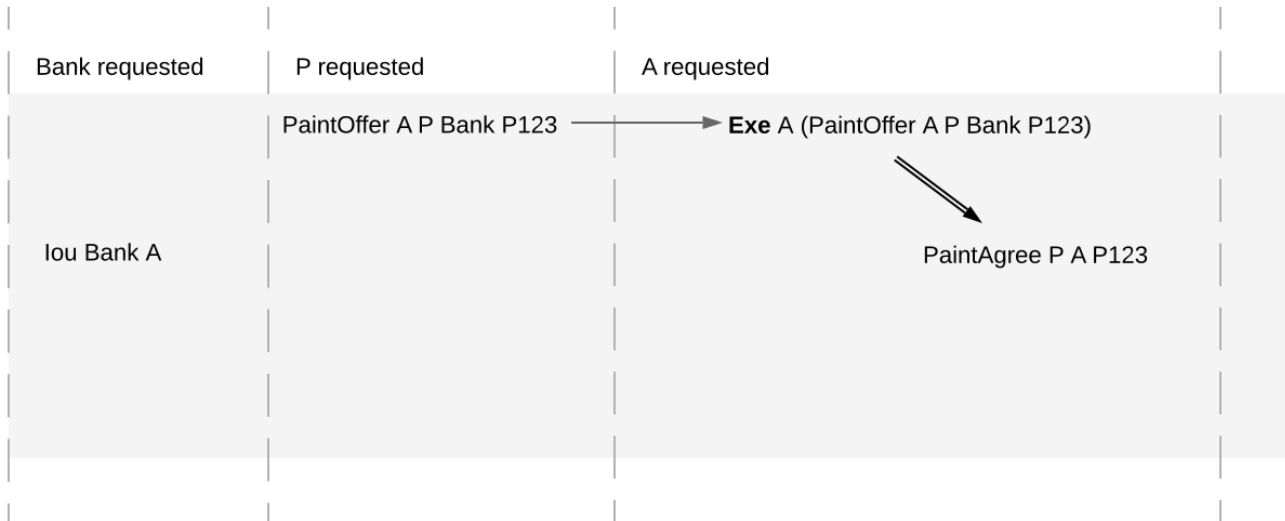 Bank requested
P requested
A requested
PaintOffer A P Bank P123
Exe A (PaintOffer A P Bank P123)
Iou Bank A
PaintAgree P A P123